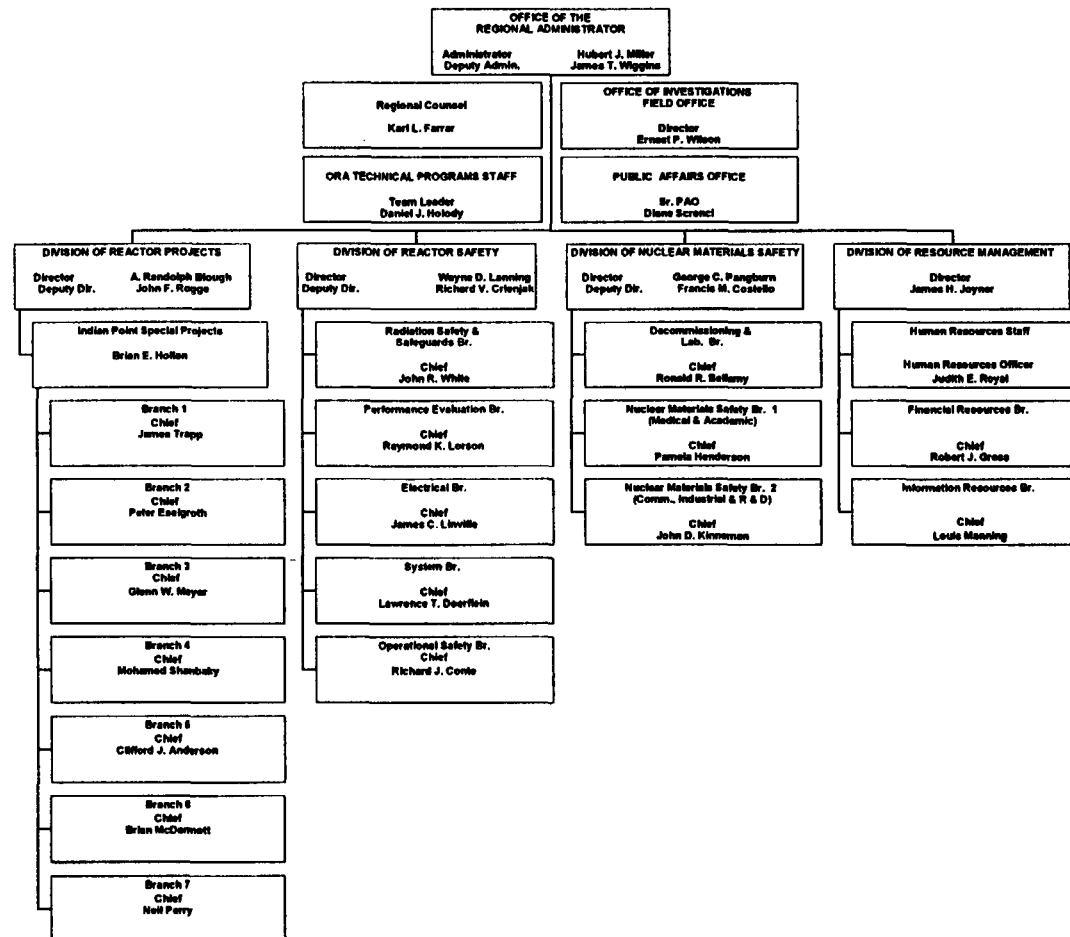 OFFICE OF THE
REGIONAL ADMINISTRATOR
Administrator Hubert J. Miller
Deputy Admin. James T. Wiggins
Regional Counsel
Karl L. Farrar
OFFICE OF INVESTIGATIONS
FIELD OFFICE
Director
Ernest P. Wilson
ORA TECHNICAL PROGRAMS STAFF
Team Leader
Daniel J. Holody
PUBLIC AFFAIRS OFFICE
Sr. PAO
Diane Screnci
DIVISION OF REACTOR PROJECTS
Director A. Randolph Blough
Deputy Dir. John F. Rogge
Indian Point Special Projects
Brian E. Holian
Branch 1
Chief
James Trapp
Branch 2
Chief
Peter Eselgroth
Branch 3
Chief
Glenn W. Meyer
Branch 4
Chief
Mohamed Shanbaky
Branch 5
Chief
Clifford J. Anderson
Branch 6
Chief
Brian McDermott
Branch 7
Chief
Neil Perry
DIVISION OF REACTOR SAFETY
Director Wayne D. Lanning
Deputy Dir. Richard V. Crlenjak
Radiation Safety &
Safeguards Br.
Chief
John R. White
Performance Evaluation Br.
Chief
Raymond K. Lorson
Electrical Br.
Chief
James C. Linville
System Br.
Chief
Lawrence T. Doerflein
Operational Safety Br.
Chief
Richard J. Conte
DIVISION OF NUCLEAR MATERIALS SAFETY
Director George C. Pangburn
Deputy Dir. Francis M. Costello
Decommissioning &
Lab. Br.
Chief
Ronald R. Bellamy
Nuclear Materials Safety Br. 1
(Medical & Academic)
Chief
Pamela Henderson
Nuclear Materials Safety Br. 2
(Comm., Industrial & R & D)
Chief
John D. Kinneman
DIVISION OF RESOURCE MANAGEMENT
Director
James H. Joyner
Human Resources Staff
Human Resources Officer
Judith E. Royal
Financial Resources Br.
Chief
Robert J. Gross
Information Resources Br.
Chief
Louis Manning